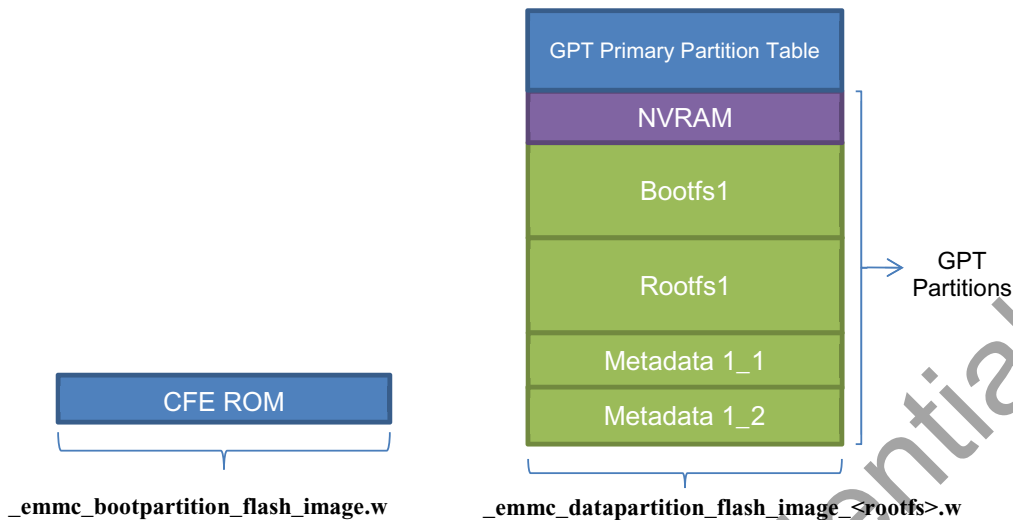 GPT Primary Partition Table
NVRAM
Bootfs1
Rootfs1
Metadata 1_1
Metadata 1_2
GPT
Partitions
CFE ROM
_emmc_bootpartition_flash_image.w
_emmc_datapartition_flash_image_<rootfs>.w